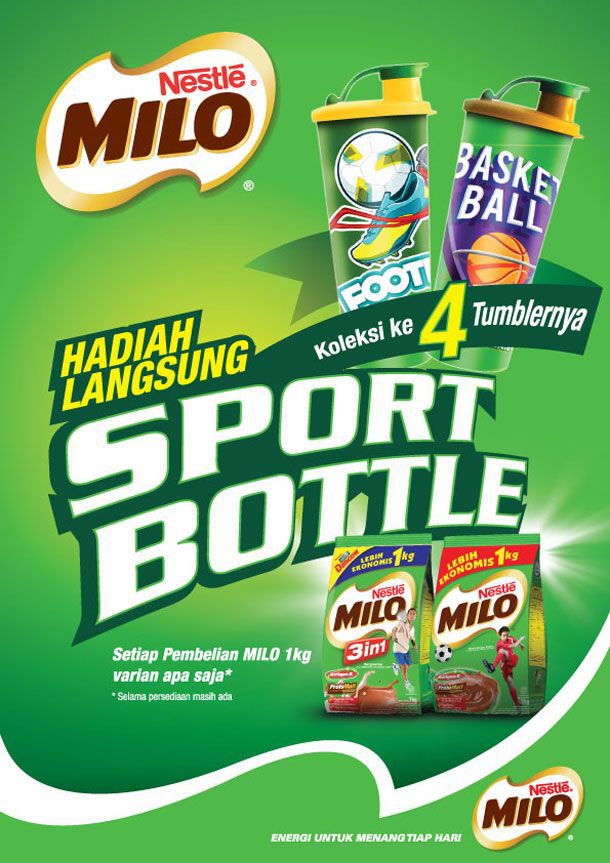 Nestlé®
MILO®
FOOT
BASKET
BALL
Koleksi ke 4 Tumblernya
HADIAH
LANGSUNG
SPORT
BOTTLE
LEBIH
EKONOMIS 1kg
Nestlé
MILO
3in1
LEBIH
EKONOMIS 1kg
Nestlé
MILO
Setiap Pembelian MILO 1kg
varian apa saja*
* Selama persediaan masih ada
ENERGI UNTUK MENANG TIAP HARI
Nestlé®
MILO®